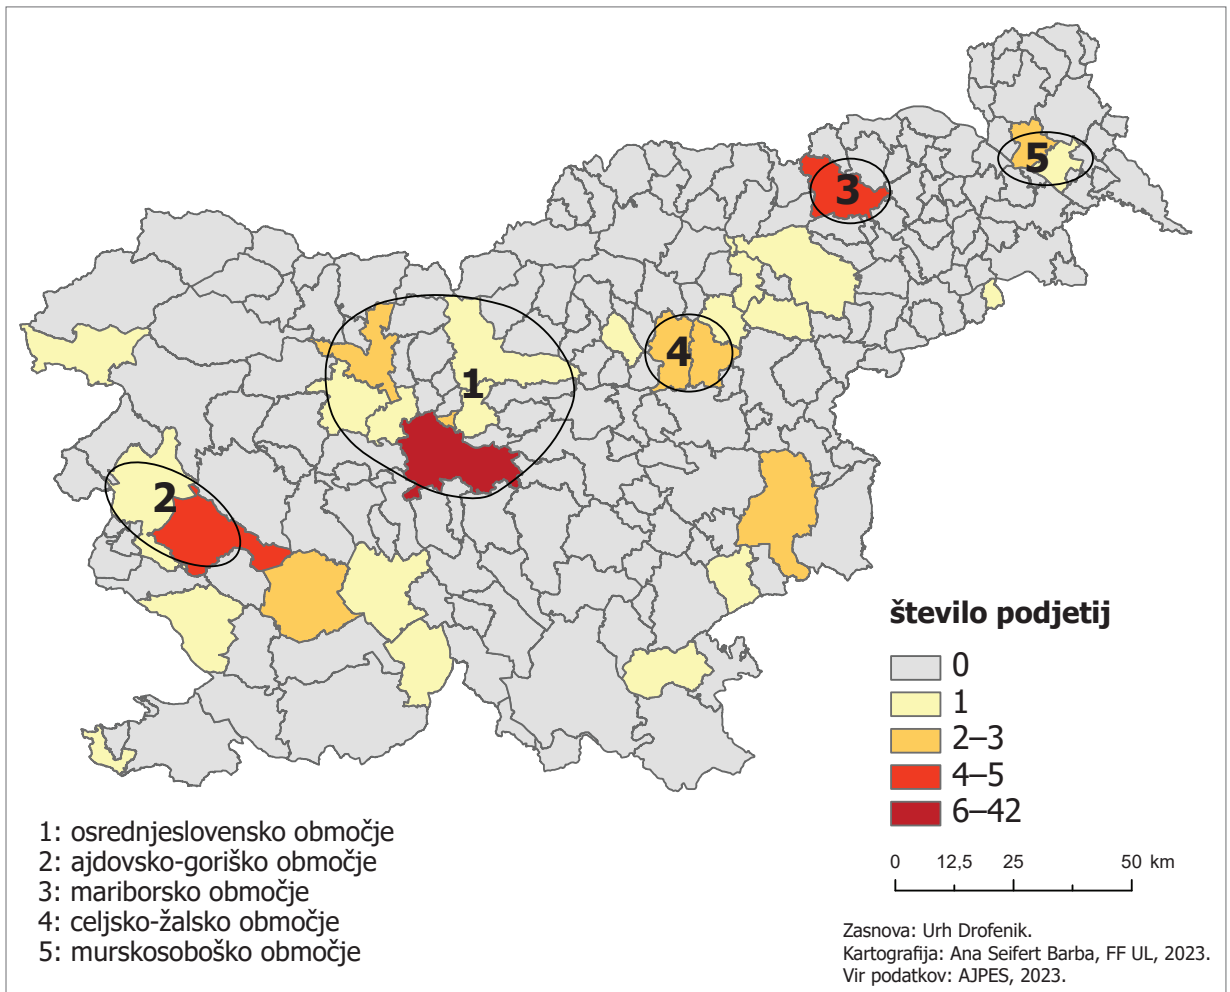 5
3
4
1
2
število podjetij
0
1
2–3
4–5
6–42
0 12,5 25 50 km
1: osrednjeslovensko območje
2: ajdovsko-goriško območje
3: mariborsko območje
4: celjsko-žalsko območje
5: murskosoboško območje
Zasnova: Urh Drofenik.
Kartografija: Ana Seifert Barba, FF UL, 2023.
Vir podatkov: AJPES, 2023.